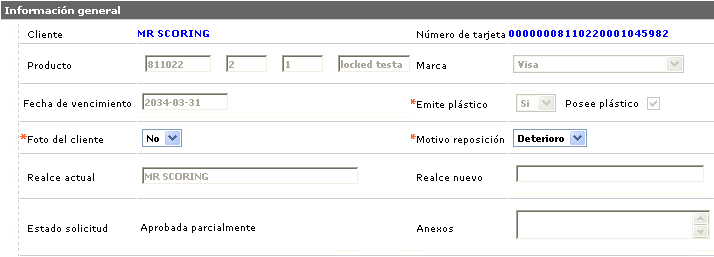 Información general
Cliente MR SCORING Número de tarjeta 00000008110220001045982
Producto 811022 2 1 locked testa Marca Visa
Fecha de vencimiento 2034-03-31 *Emite plástico Si Posee plástico
*Foto del cliente No *Motivo reposición Deterioro
Realce actual MR SCORING Realce nuevo
Estado solicitud Aprobada parcialmente Anexos